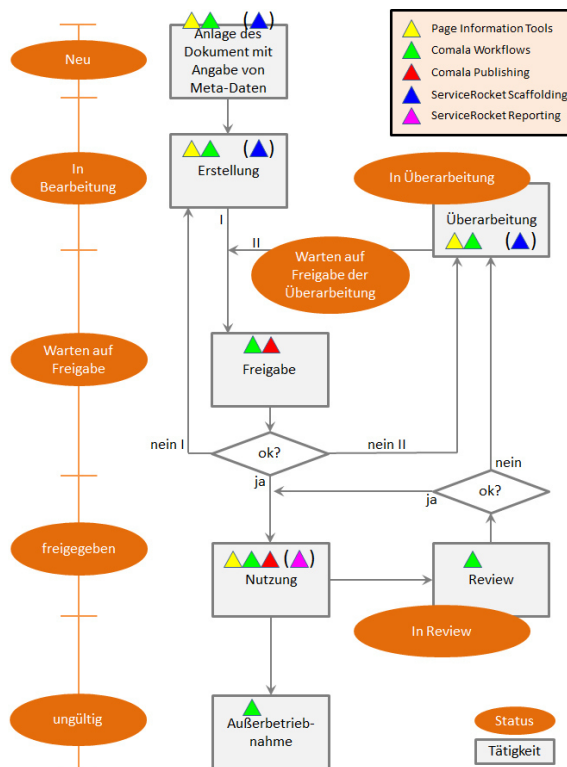 Neu
Anlage des
Dokument mit
Angabe von
Meta-Daten
( )
Page Information Tools
Comala Workflows
Comala Publishing
ServiceRocket Scaffolding
ServiceRocket Reporting
In
Bearbeitung
( )
Erstellung
In Überarbeitung
Überarbeitung
( )
I
II
Warten auf
Freigabe der
Überarbeitung
Warten auf
Freigabe
Freigabe
nein I
ok?
nein II
ja
nein
ok?
ja
freigegeben
( )
Nutzung
Review
In Review
ungültig
Außerbetrieb-
nahme
Status
Tätigkeit